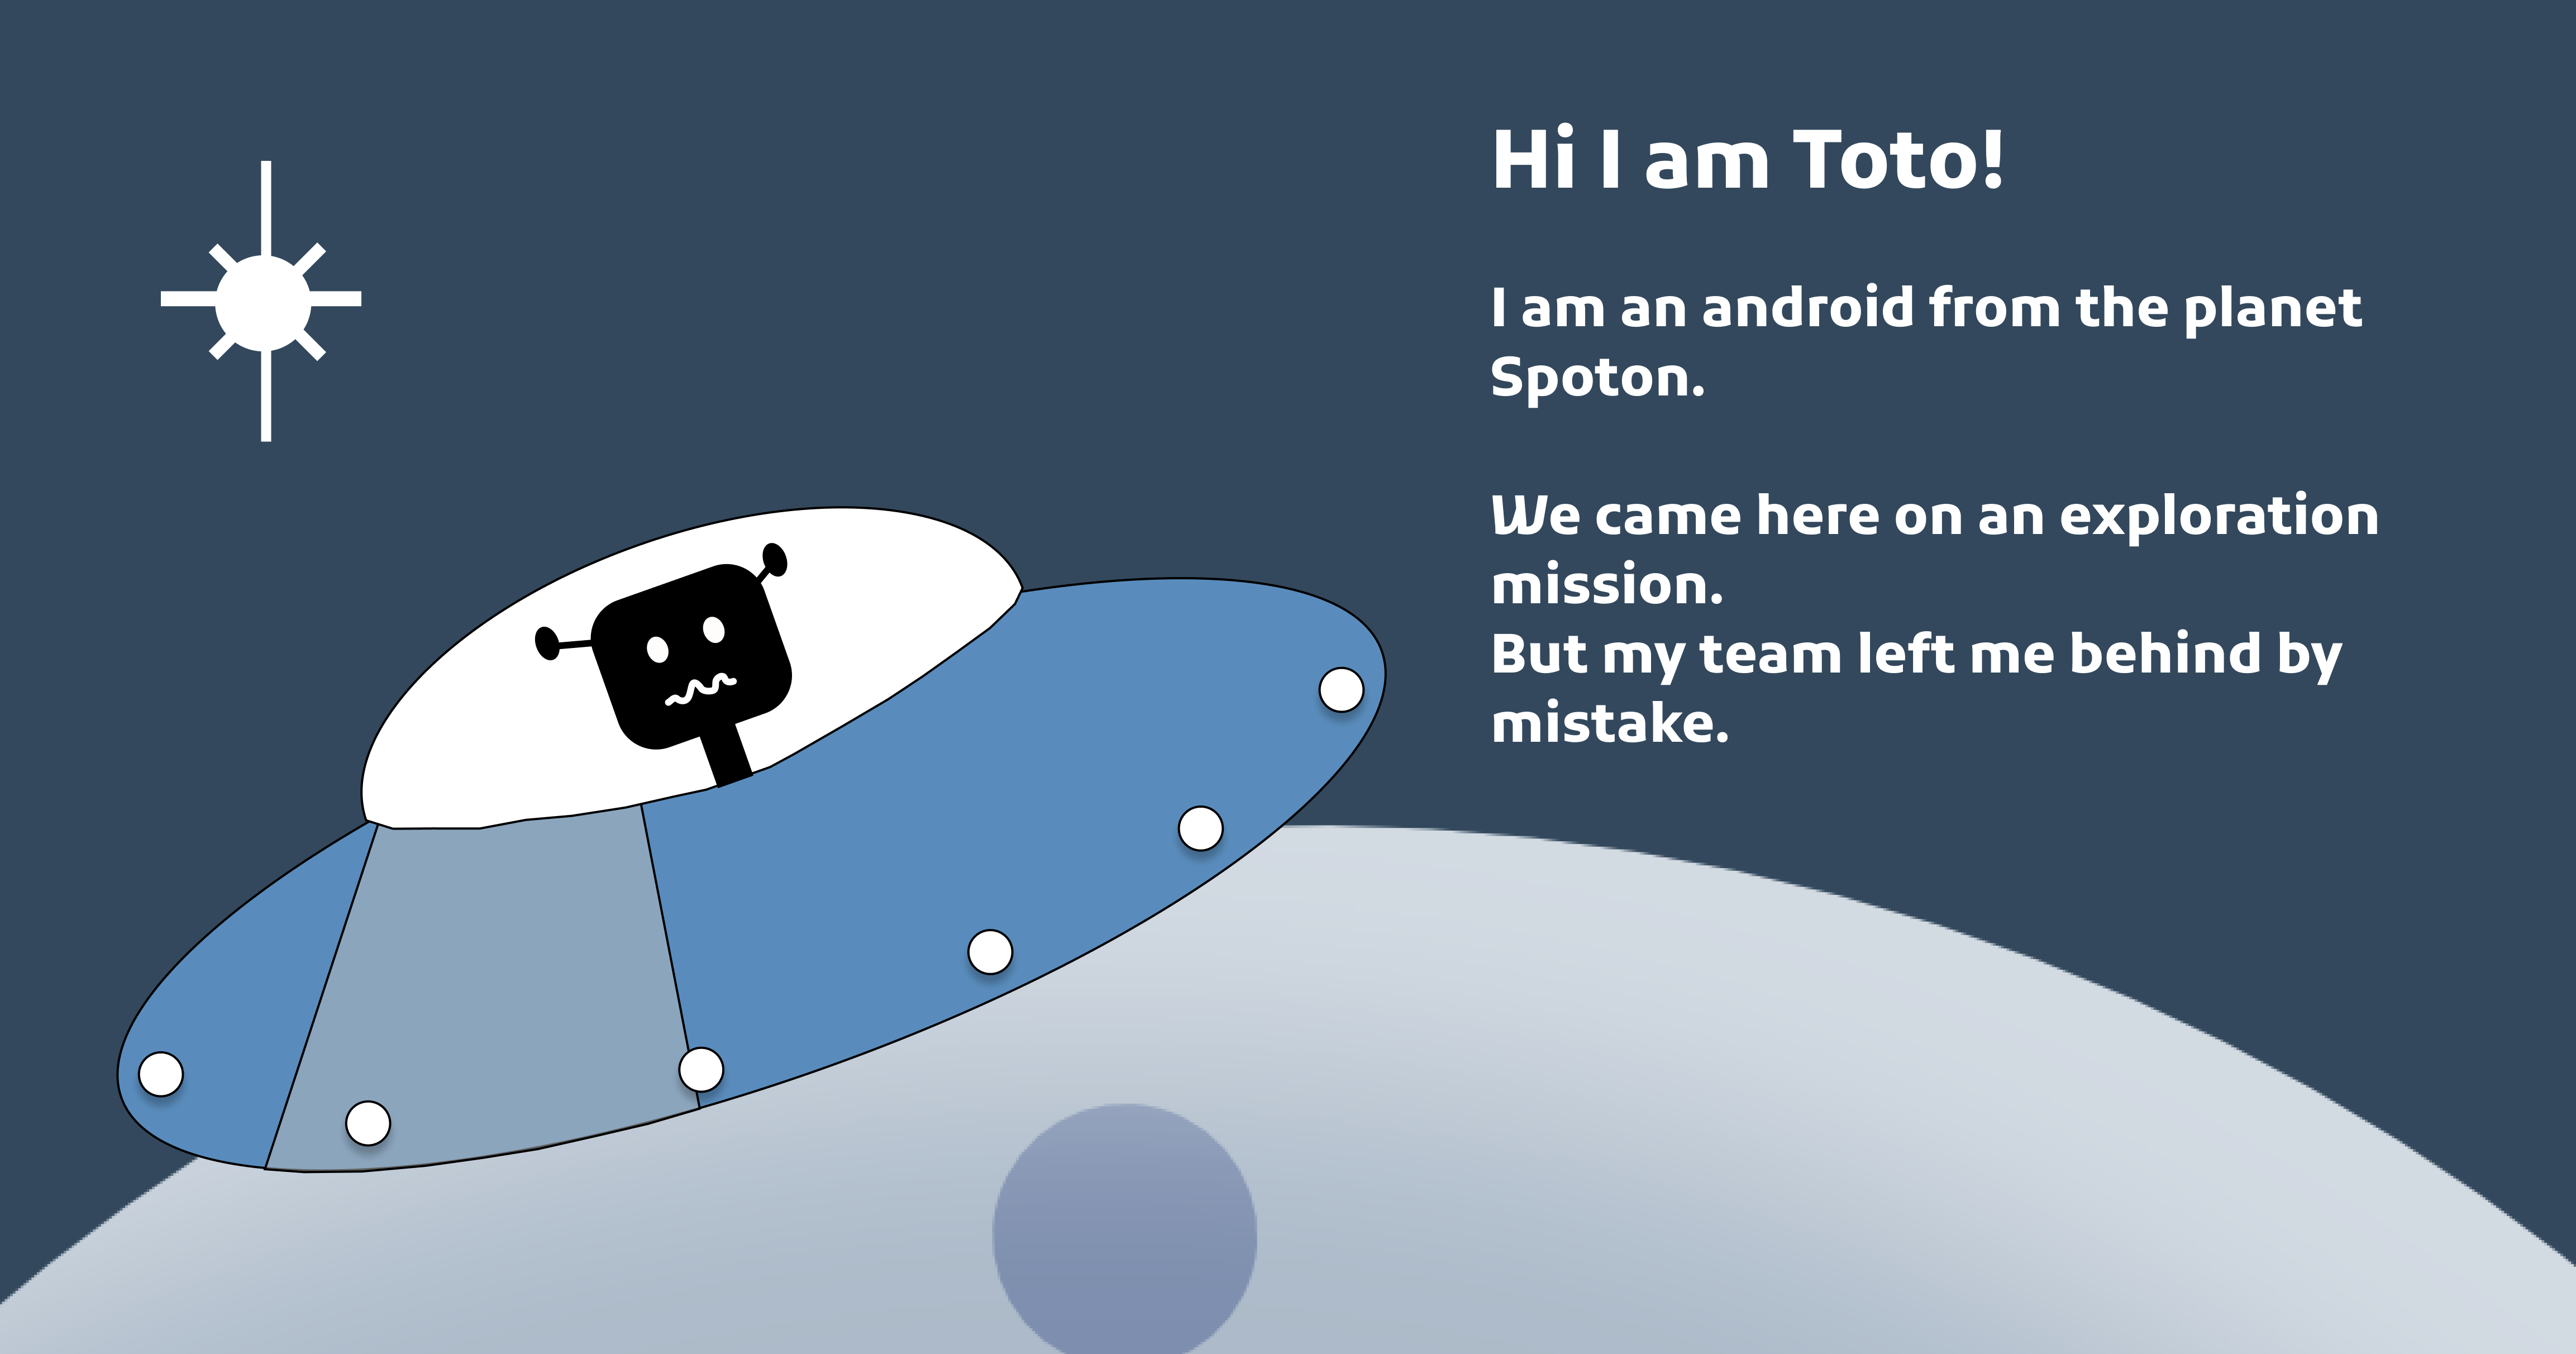 Hi I am Toto!
I am an android from the planet
Spoton.
We came here on an exploration
mission.
But my team left me behind by
mistake.